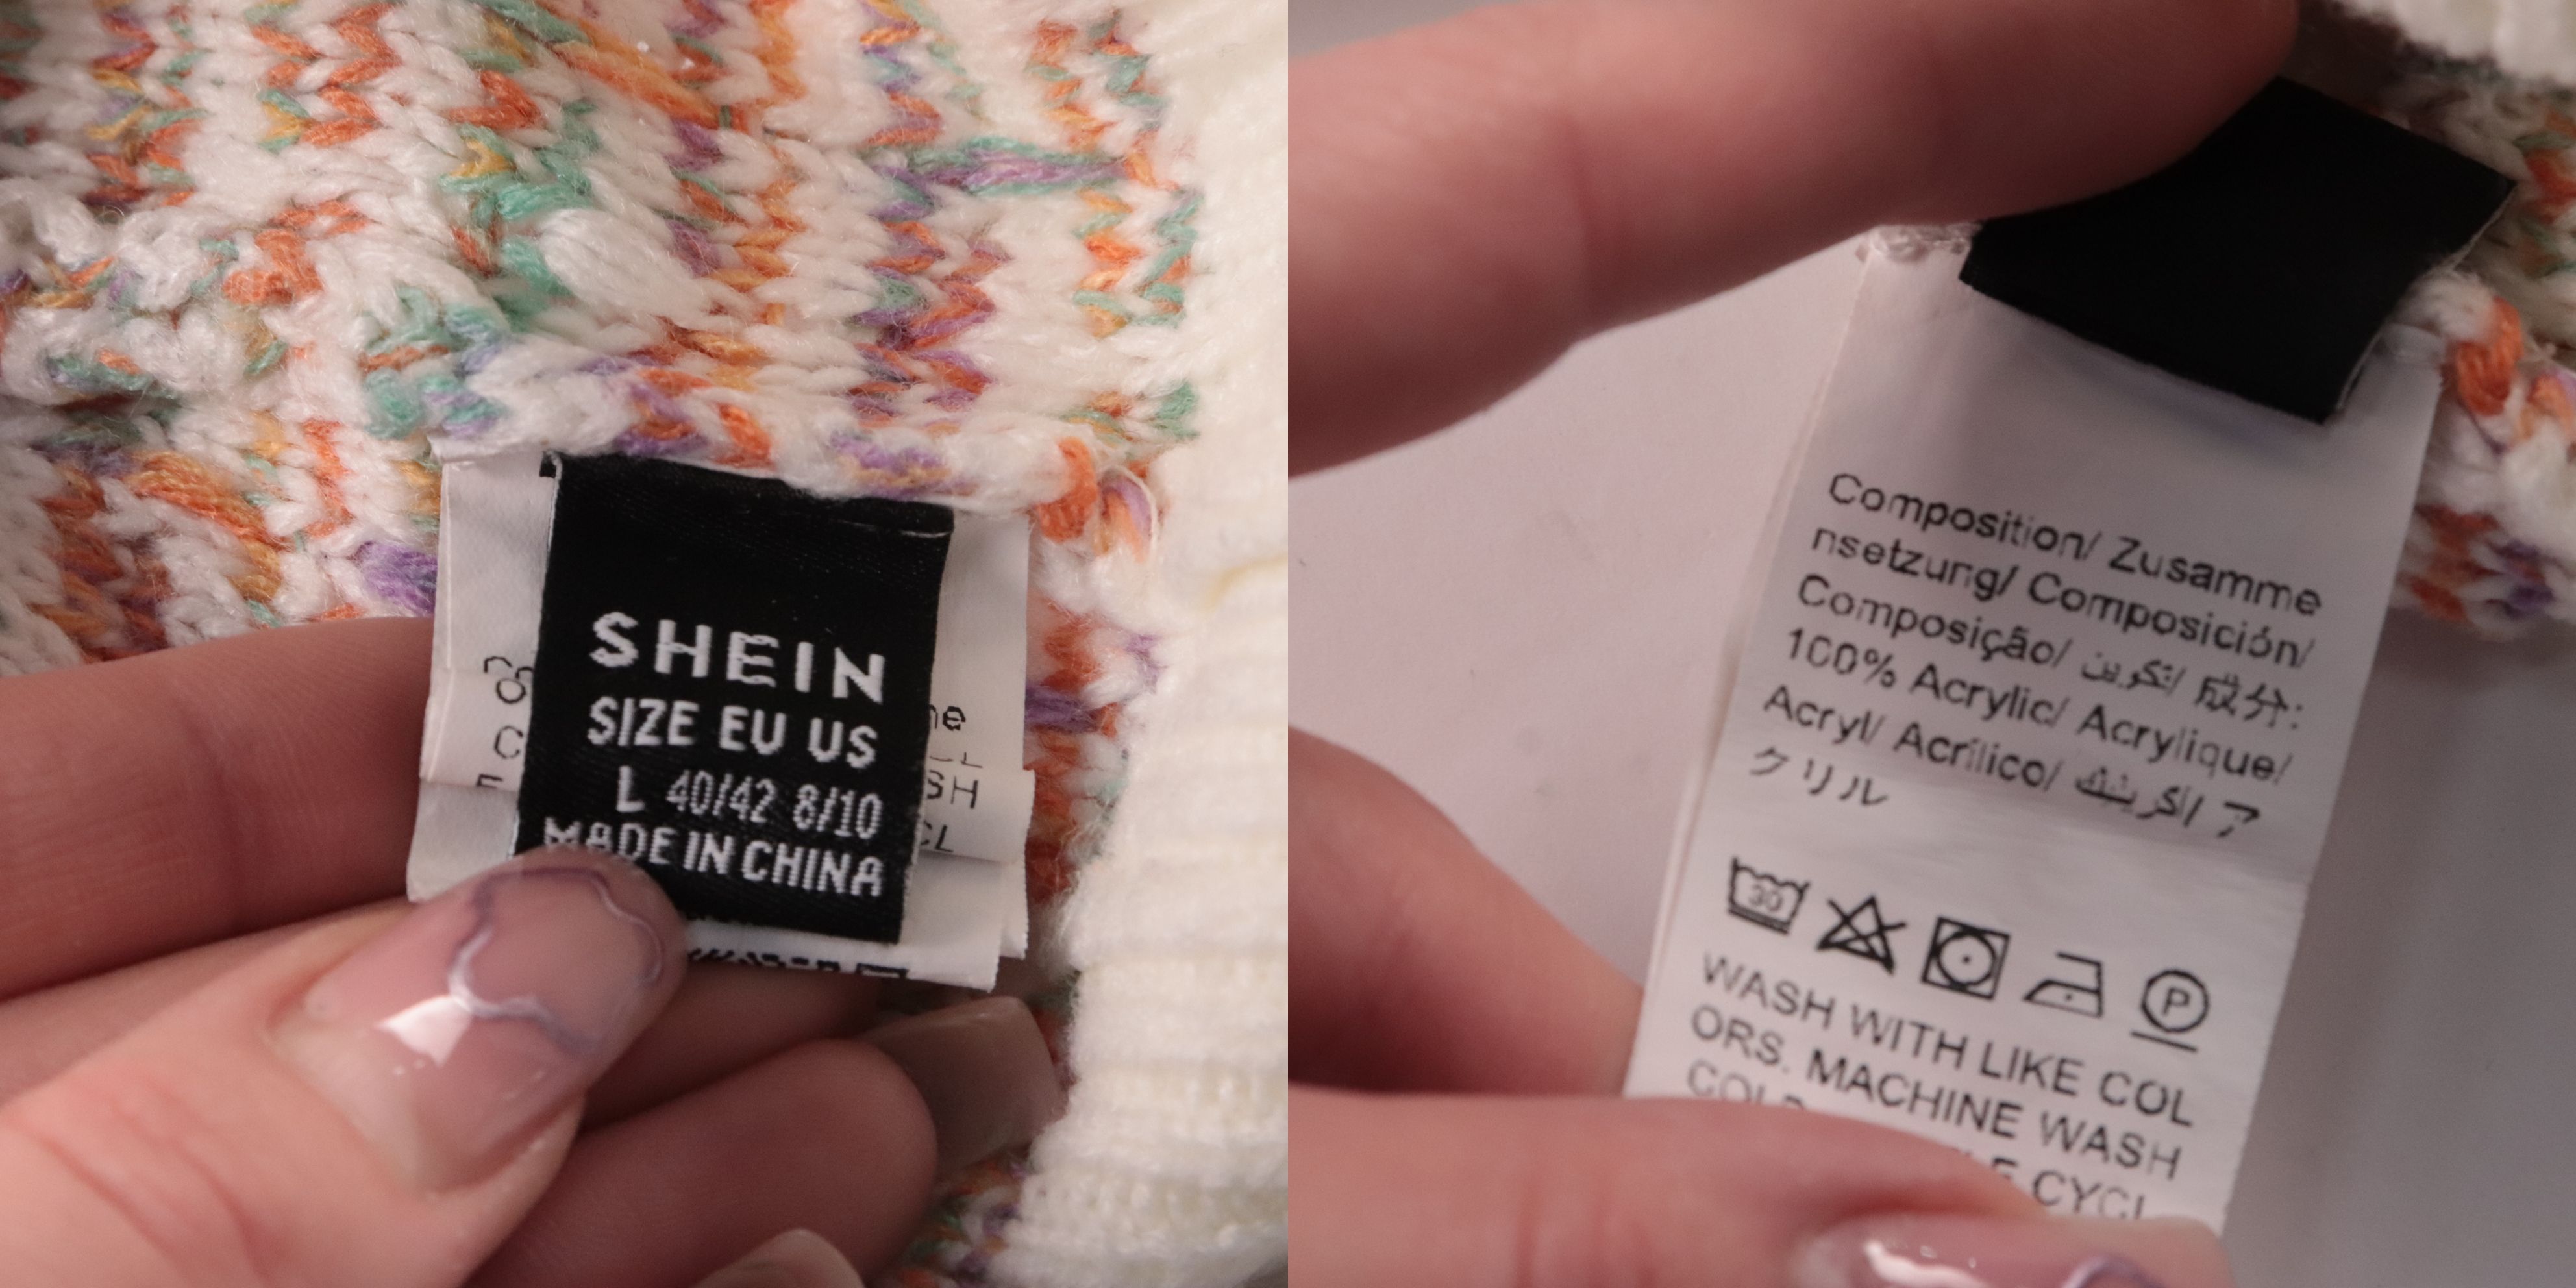 SHEIN
SIZE EU US
L 40/42 8/10
MADE IN CHINA
Composition/ Zusamme
nsetzung/ Composición/
Composição/ تكوين/ 成分:
100% Acrylic/ Acrylique/
Acryl/ Acrílico/ أكريليك/ ア
クリル
30
P
WASH WITH LIKE COL
ORS. MACHINE WASH